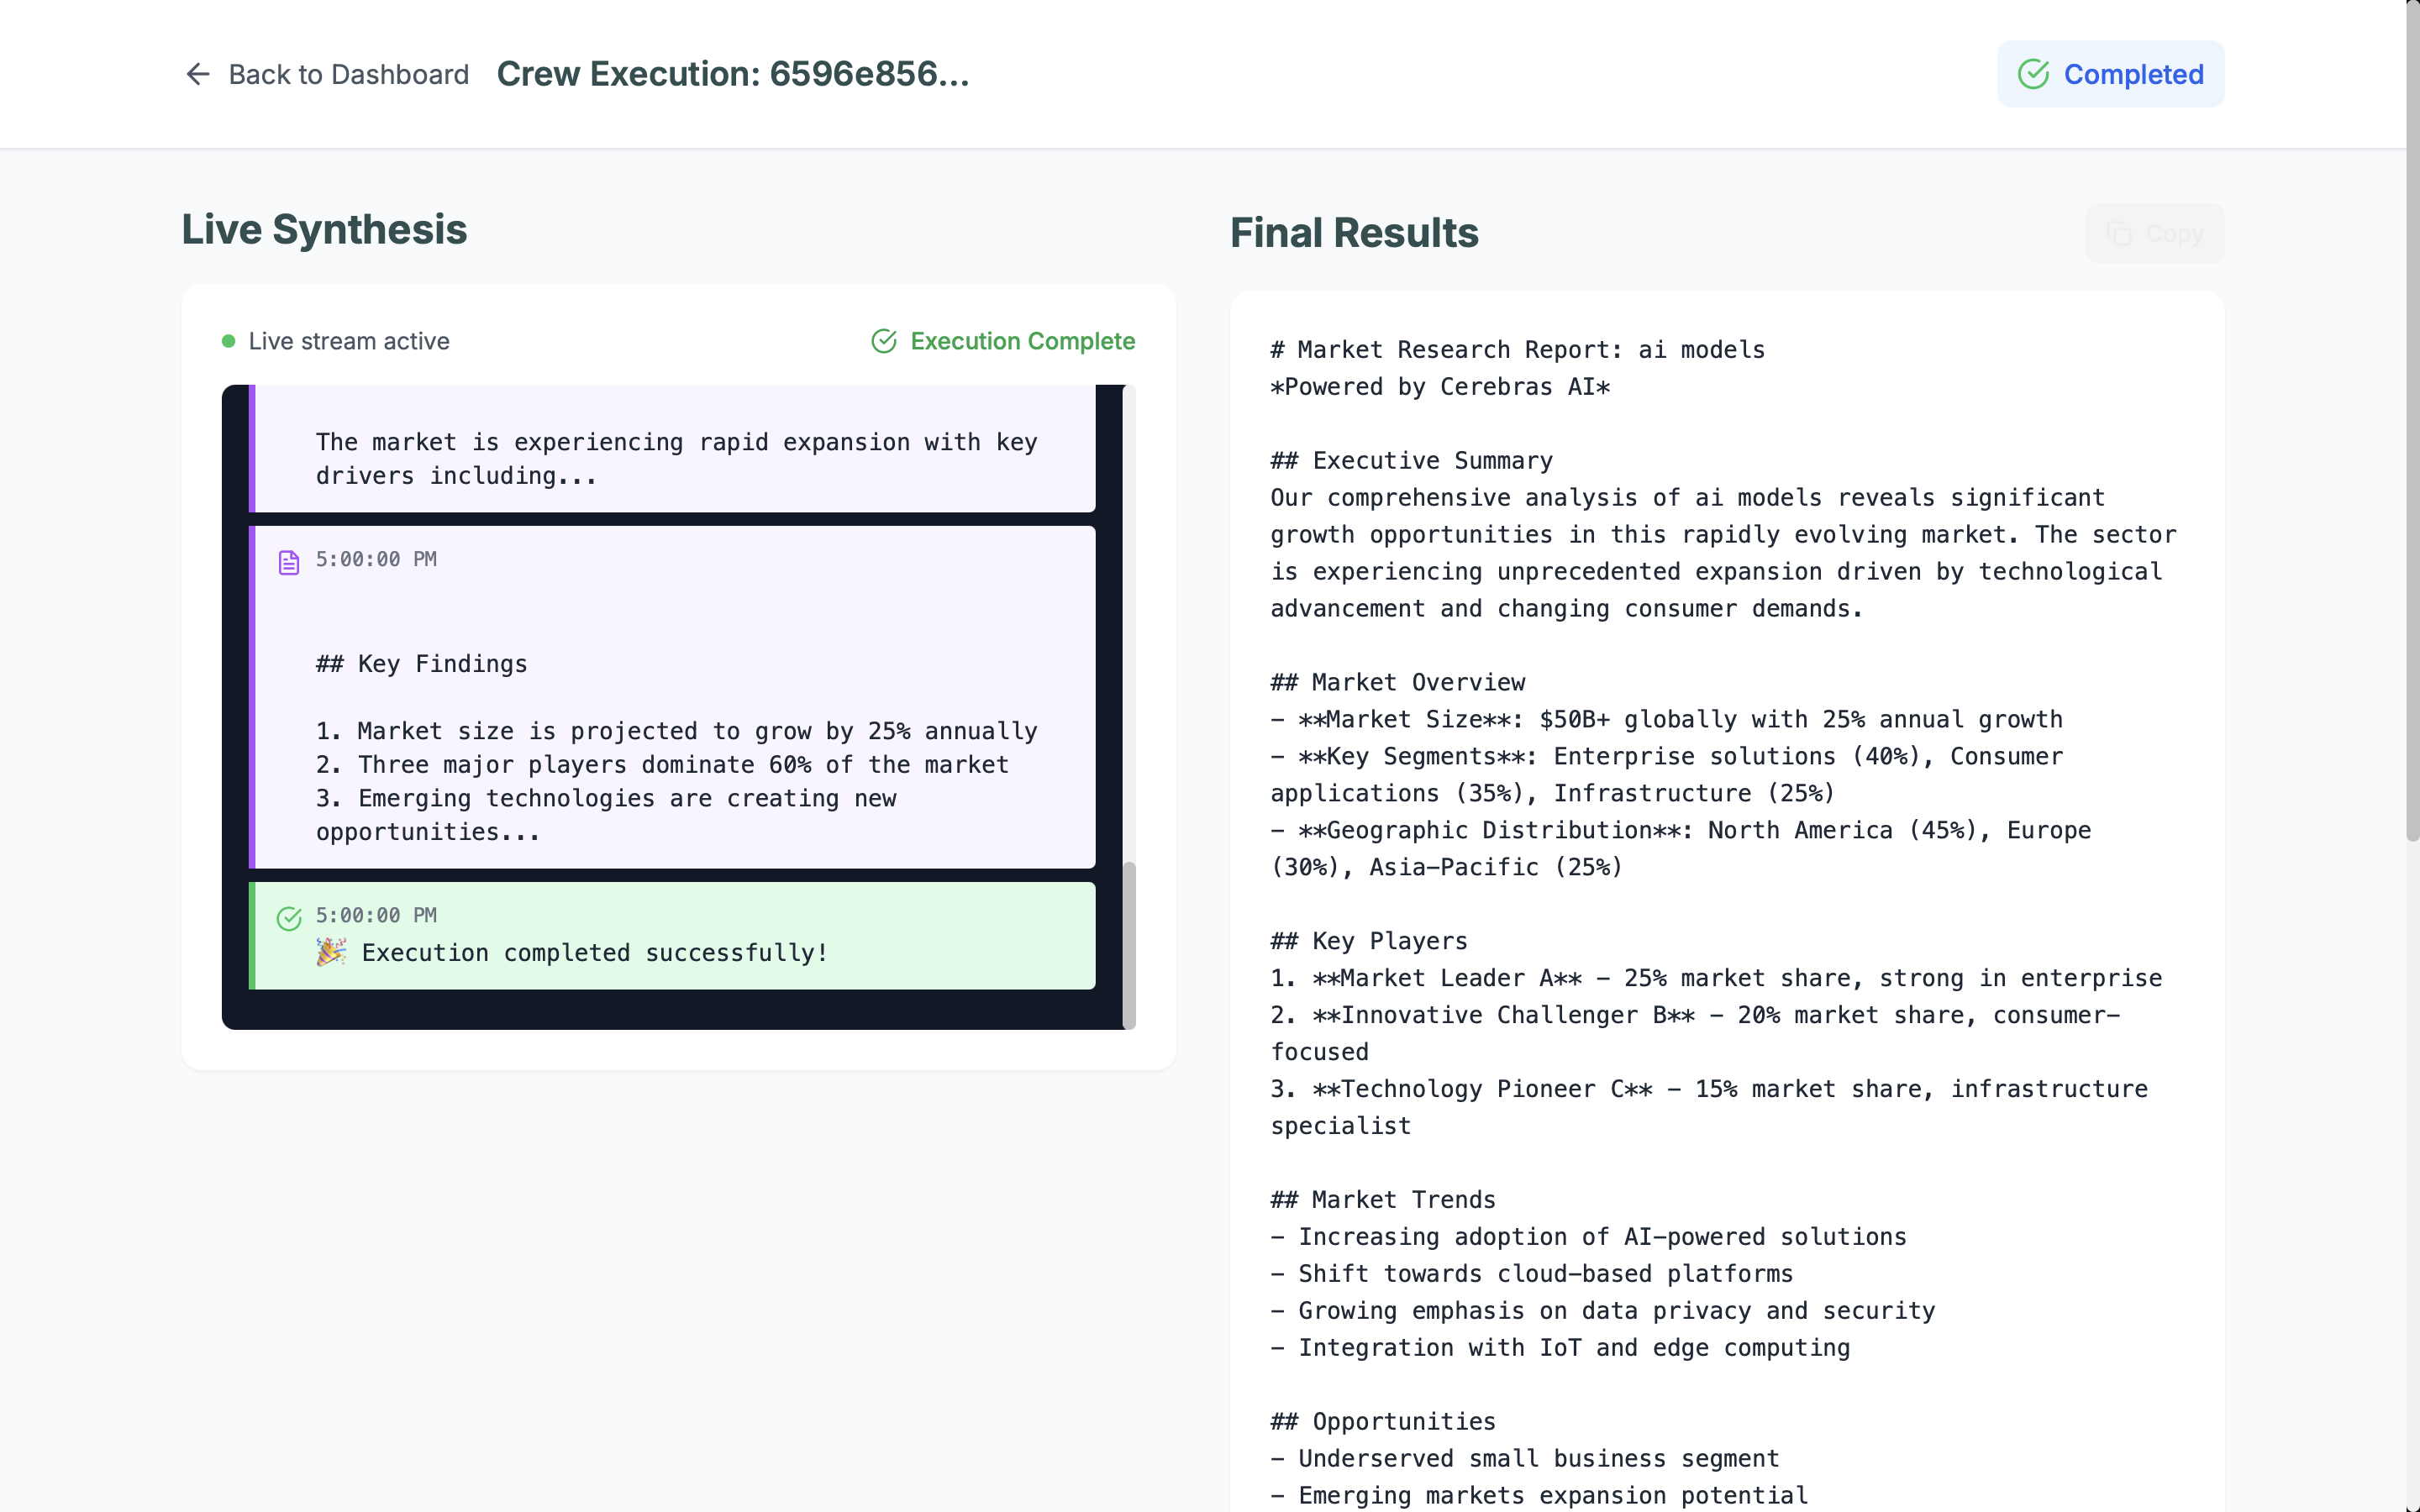 Back to Dashboard
Crew Execution: 6596e856...
Completed
Live Synthesis
Live stream active
Execution Complete
The market is experiencing rapid expansion with key
drivers including...
5:00:00 PM
## Key Findings
1. Market size is projected to grow by 25% annually
2. Three major players dominate 60% of the market
3. Emerging technologies are creating new
opportunities...
5:00:00 PM
🎉 Execution completed successfully!
Final Results
Copy
# Market Research Report: ai models
*Powered by Cerebras AI*
## Executive Summary
Our comprehensive analysis of ai models reveals significant
growth opportunities in this rapidly evolving market. The sector
is experiencing unprecedented expansion driven by technological
advancement and changing consumer demands.
## Market Overview
- **Market Size**: $50B+ globally with 25% annual growth
- **Key Segments**: Enterprise solutions (40%), Consumer
applications (35%), Infrastructure (25%)
- **Geographic Distribution**: North America (45%), Europe
(30%), Asia-Pacific (25%)
## Key Players
1. **Market Leader A** - 25% market share, strong in enterprise
2. **Innovative Challenger B** - 20% market share, consumer-
focused
3. **Technology Pioneer C** - 15% market share, infrastructure
specialist
## Market Trends
- Increasing adoption of AI-powered solutions
- Shift towards cloud-based platforms
- Growing emphasis on data privacy and security
- Integration with IoT and edge computing
## Opportunities
- Underserved small business segment
- Emerging markets expansion potential